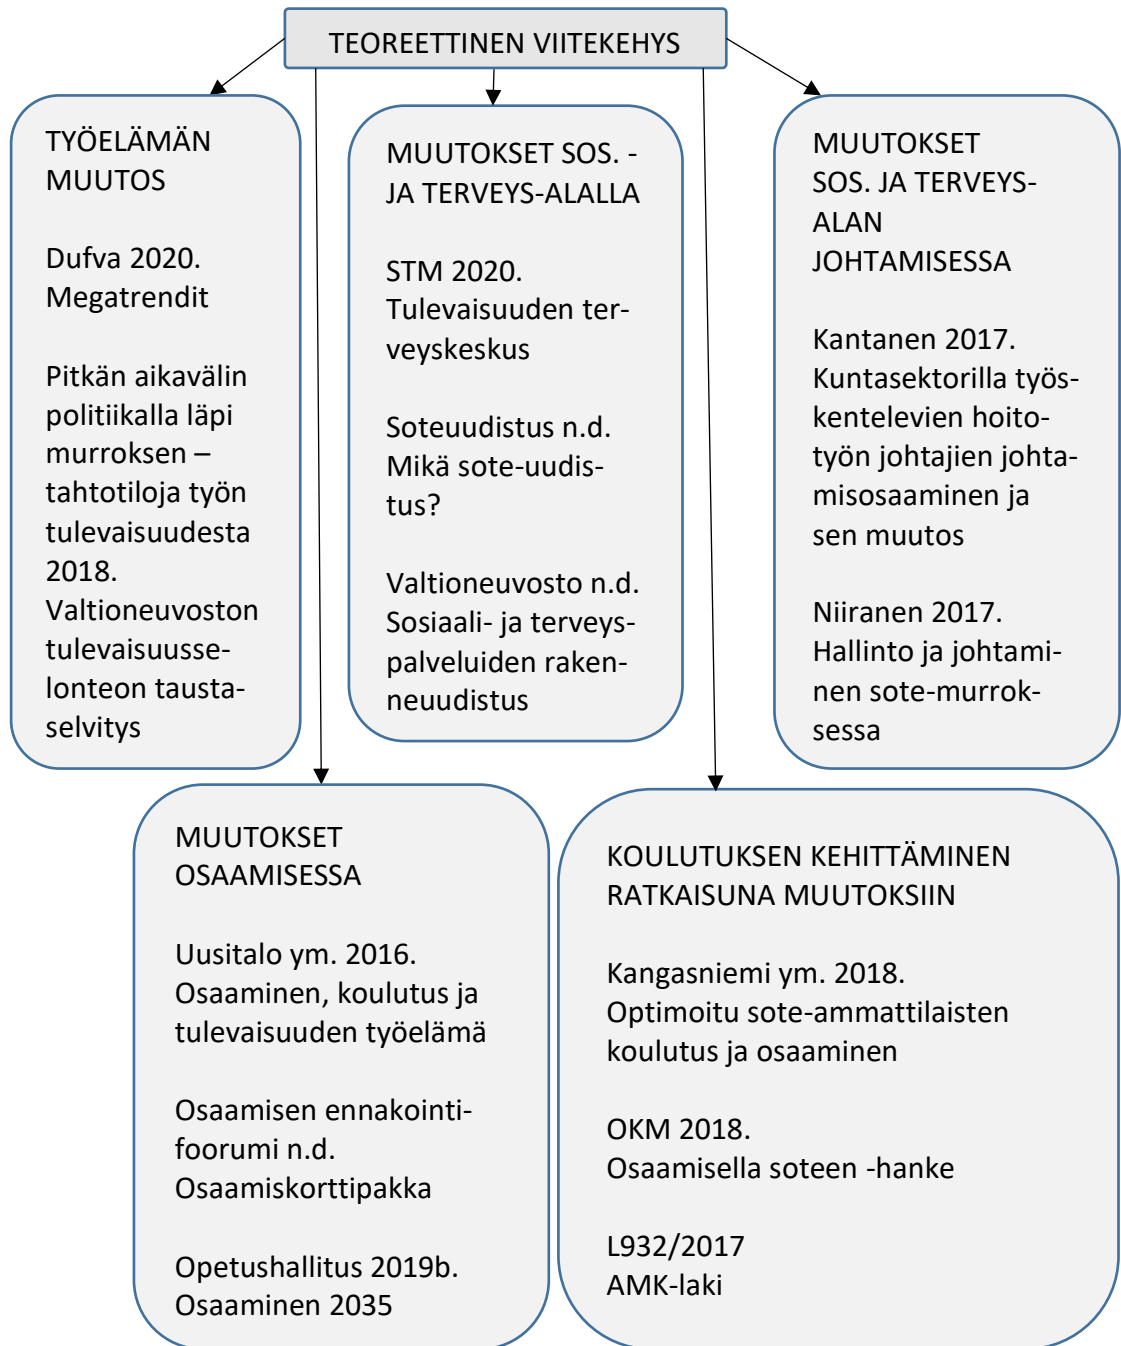 TEOREETTINEN VIITEKEHYS
TYÖELÄMÄN
MUUTOS
Dufva 2020.
Megatrendit
Pitkän aikavälin
politiikalla läpi
murroksen –
tahtotiloja työn
tulevaisuudesta
2018.
Valtioneuvoston
tulevaisuusse-
lonteon tausta-
selvitys
MUUTOKSET SOS. -
JA TERVEYS-ALALLA
STM 2020.
Tulevaisuuden ter-
veyskeskus
Soteuudistus n.d.
Mikä sote-uudis-
tus?
Valtioneuvosto n.d.
Sosiaali- ja terveys-
palveluiden raken-
neuudistus
MUUTOKSET
SOS. JA TERVEYS-
ALAN
JOHTAMISESSA
Kantanen 2017.
Kuntasektorilla työs-
kentelevien hoito-
työn johtajien johta-
misosaaminen ja
sen muutos
Niiranen 2017.
Hallinto ja johtami-
nen sote-murrok-
sessa
MUUTOKSET
OSAAMISESSA
Uusitalo ym. 2016.
Osaaminen, koulutus ja
tulevaisuuden työelämä
Osaamisen ennakointi-
foorumi n.d.
Osaamiskorttipakka
Opetushallitus 2019b.
Osaaminen 2035
KOULUTUKSEN KEHITTÄMINEN
RATKAISUNA MUUTOKSIIN
Kangasniemi ym. 2018.
Optimoitu sote-ammattilaisten
koulutus ja osaaminen
OKM 2018.
Osaamisella soteen -hanke
L932/2017
AMK-laki